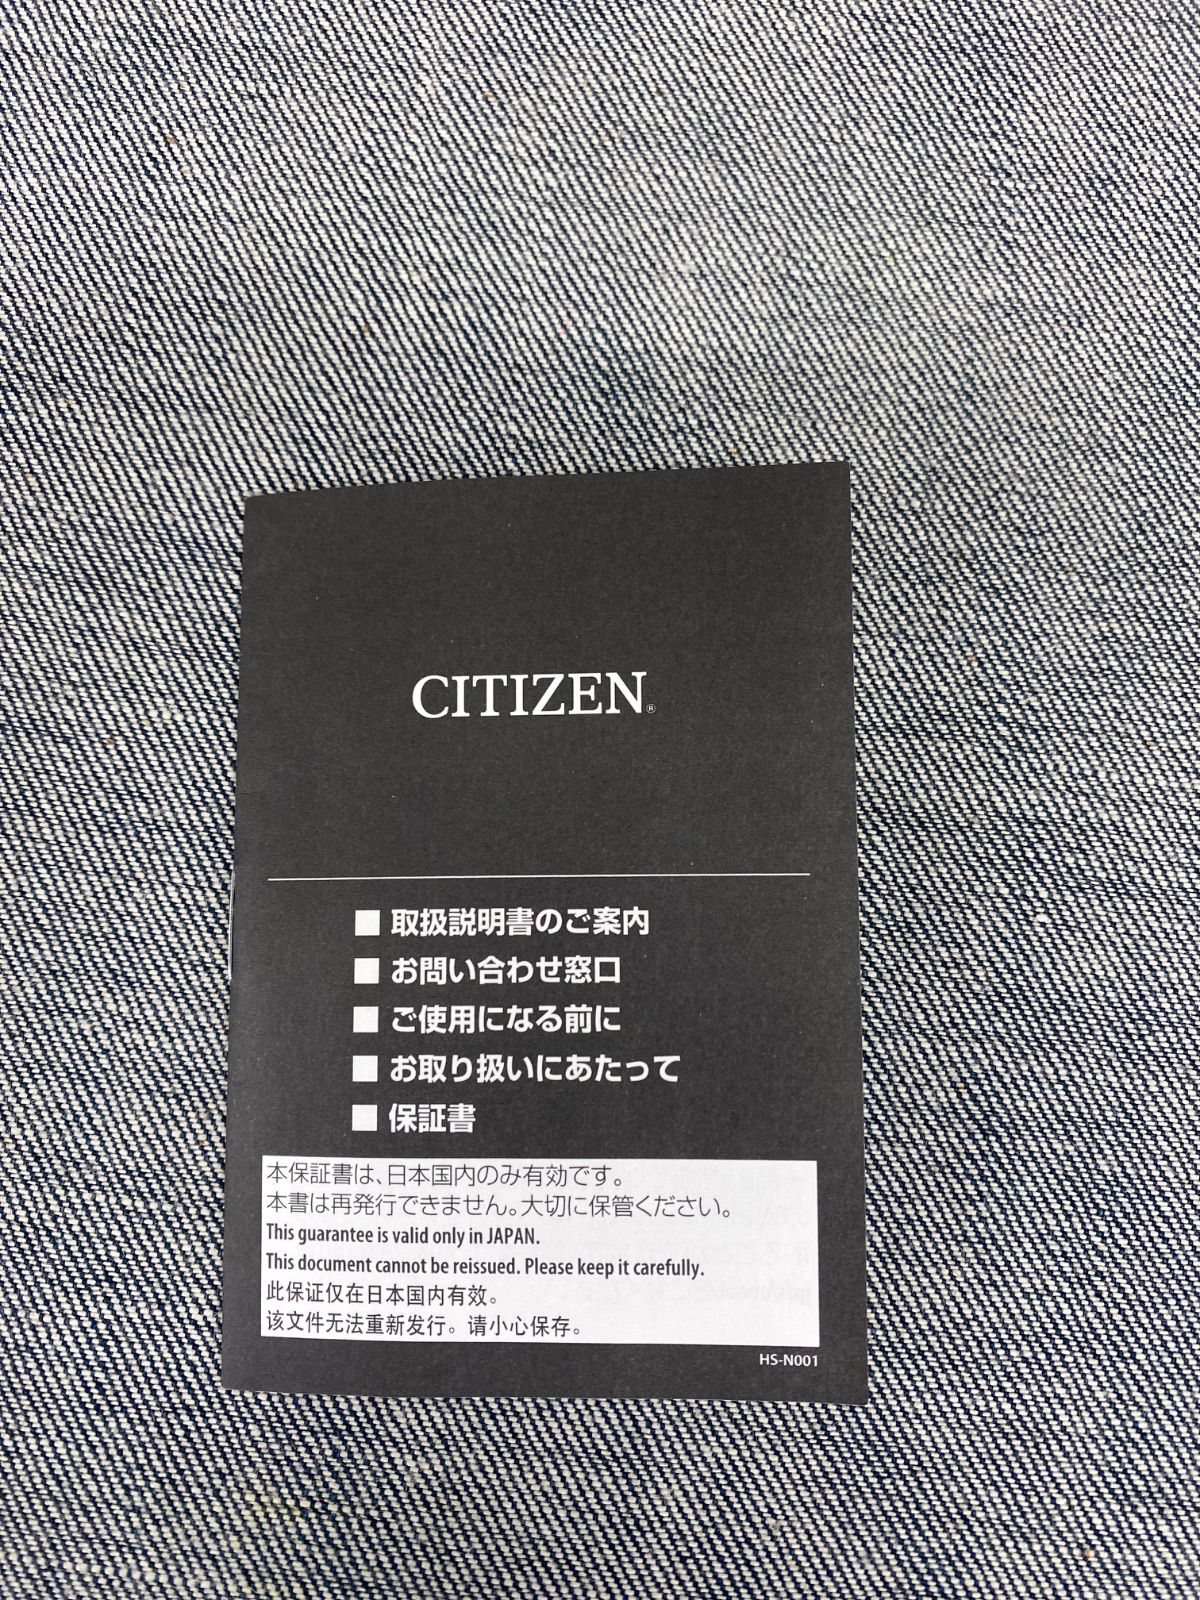 CITIZEN®
■ 取扱説明書のご案内
■ お問い合わせ窓口
■ ご使用になる前に
■ お取り扱いにあたって
■ 保証書
本保証書は、日本国内のみ有効です。
本書は再発行できません。大切に保管ください。
This guarantee is valid only in JAPAN.
This document cannot be reissued. Please keep it carefully.
此保证仅在日本国内有效。
该文件无法重新发行。请小心保存。
HS-N001